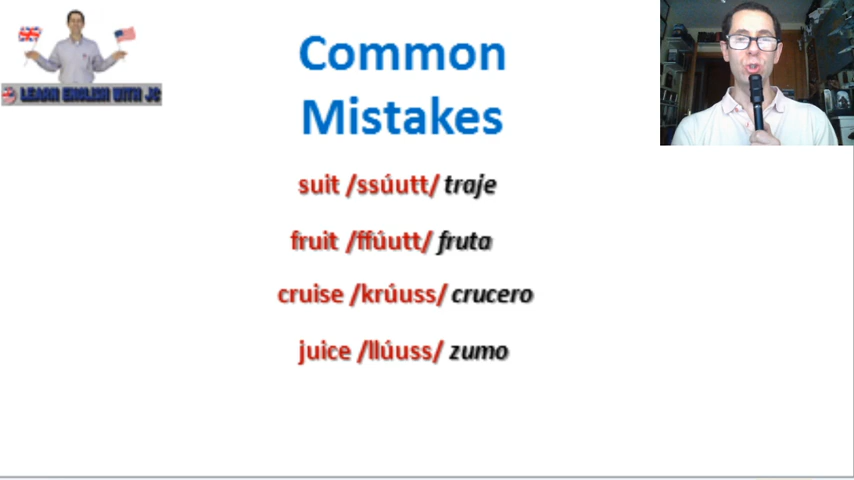 LEARN ENGLISH WITH JC
Common
Mistakes
suit /ssúutt/ traje
fruit /ffúutt/ fruta
cruise /krúuss/ crucero
juice /llúuss/ zumo